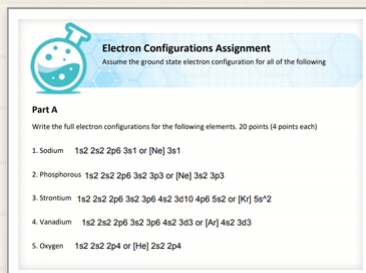 Electron Configurations Assignment
Assume the ground state electron configuration for all of the following
Part A
Write the full electron configurations for the following elements. 20 points (4 points each)
1. Sodium 1s2 2s2 2p6 3s1 or [Ne] 3s1
2. Phosphorous 1s2 2s2 2p6 3s2 3p3 or [Ne] 3s2 3p3
3. Strontium 1s2 2s2 2p6 3s2 3p6 4s2 3d10 4p6 5s2 or [Kr] 5s^2
4. Vanadium 1s2 2s2 2p6 3s2 3p6 4s2 3d3 or [Ar] 4s2 3d3
5. Oxygen 1s2 2s2 2p4 or [He] 2s2 2p4